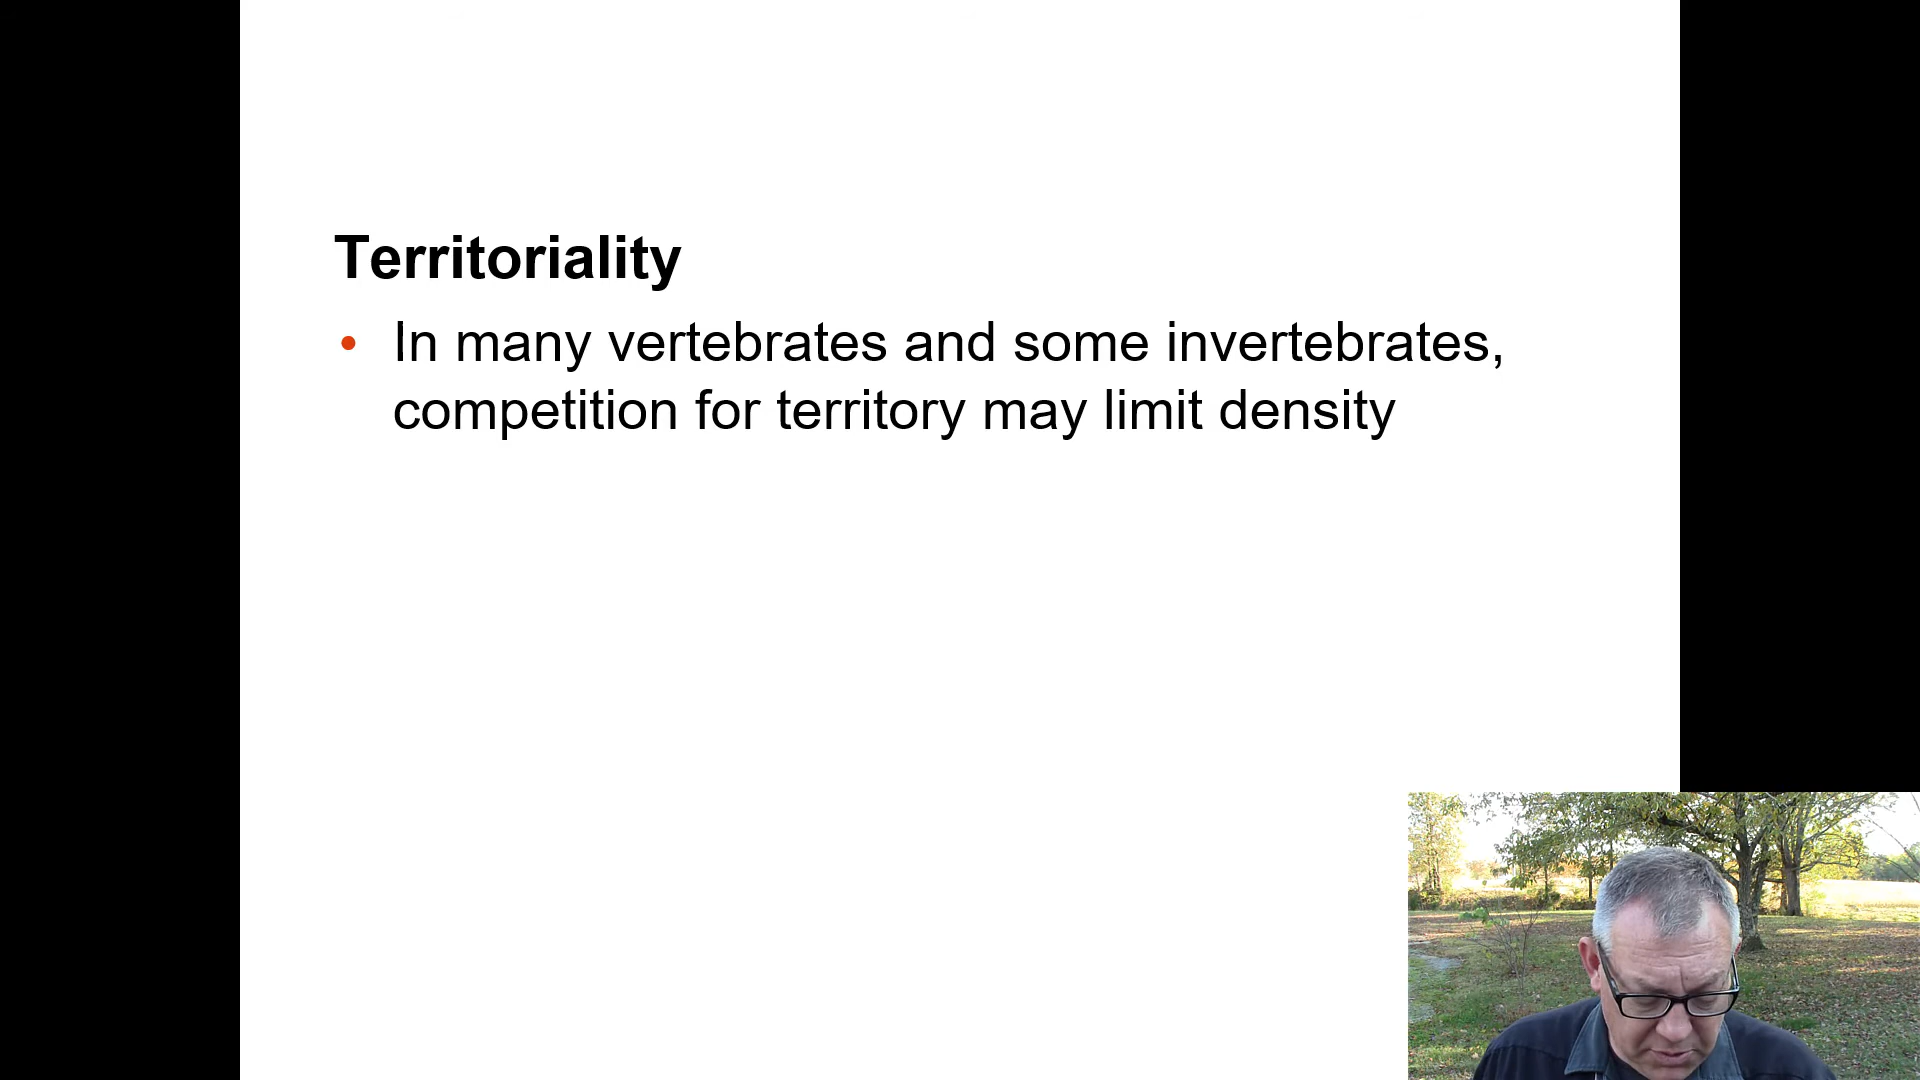 Territoriality
• In many vertebrates and some invertebrates,
competition for territory may limit density